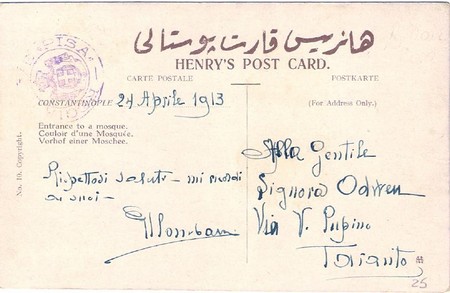 هانريس قارت پوستالى
HENRY'S POST CARD.
CARTE POSTALE
POSTKARTE
CONSTANTINOPLE 24 Aprile 1913
(For Address Only.)
Entrance to a mosque.
Couloir d'une Mosquée.
Vorhof einer Moschee.
No. 10. Copyright.
Rispettosi saluti – mi ricordi
ai suoi –
Alla Gentile
Signora
Via V. Pupino
Taranto
25